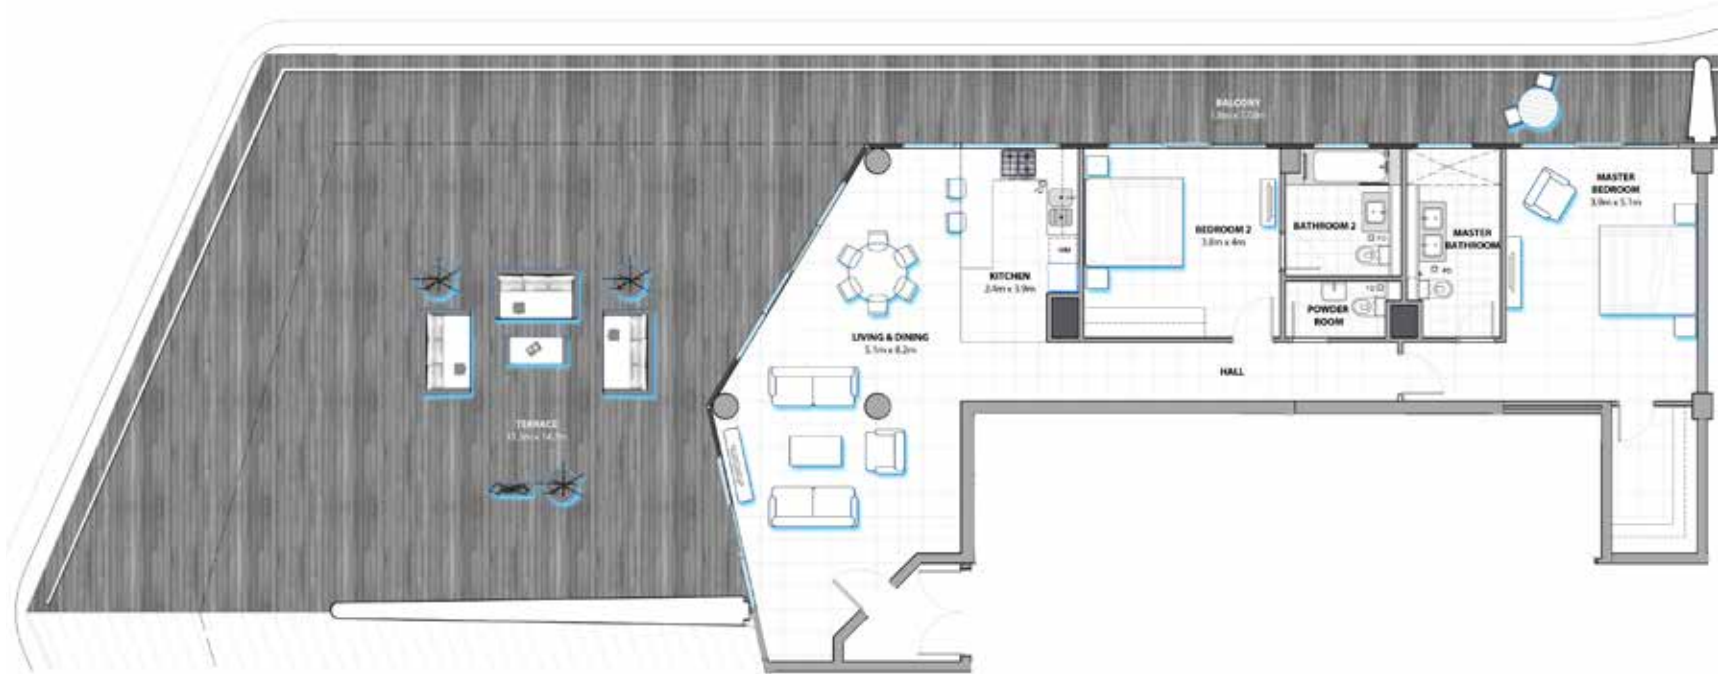 BALCONY
MASTER
BEDROOM
3.9m x 5.1m
BEDROOM 2
3.8m x 4m
BATHROOM 2
MASTER
BATHROOM
KITCHEN
2.4m x 3.9m
POWDER
ROOM
LIVING & DINING
5.1m x 8.2m
HALL
TERRACE